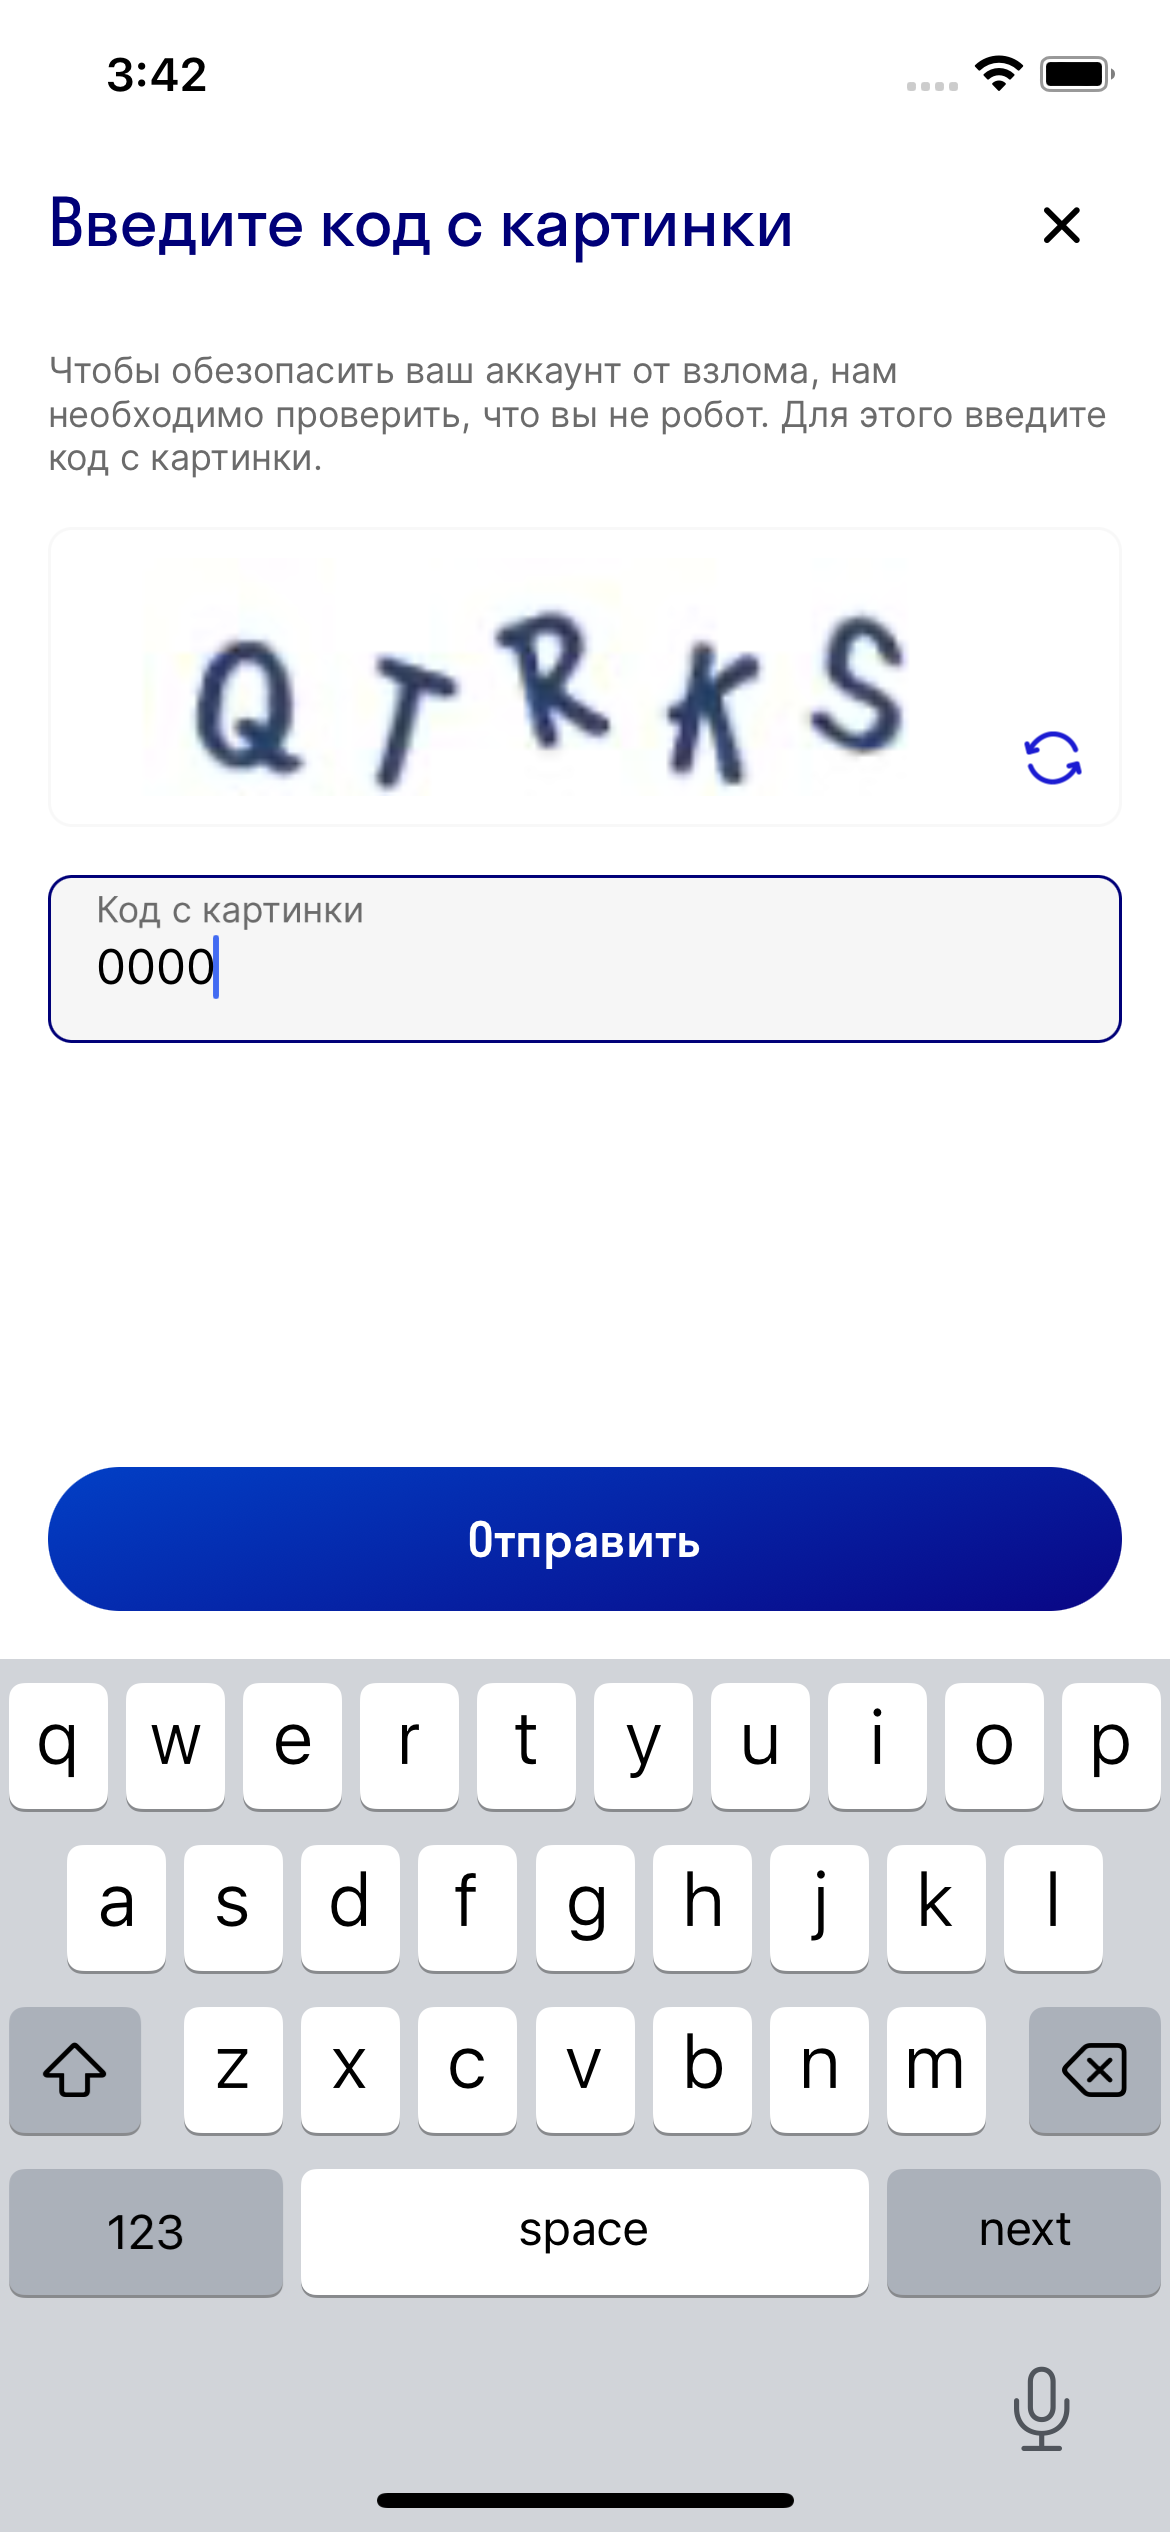 3:42
Введите код с картинки
Чтобы обезопасить ваш аккаунт от взлома, нам
необходимо проверить, что вы не робот. Для этого введите
код с картинки.
QTRKS
Код с картинки
0000
Отправить
q w e r t y u i o p
a s d f g h j k l
z x c v b n m
123 space next